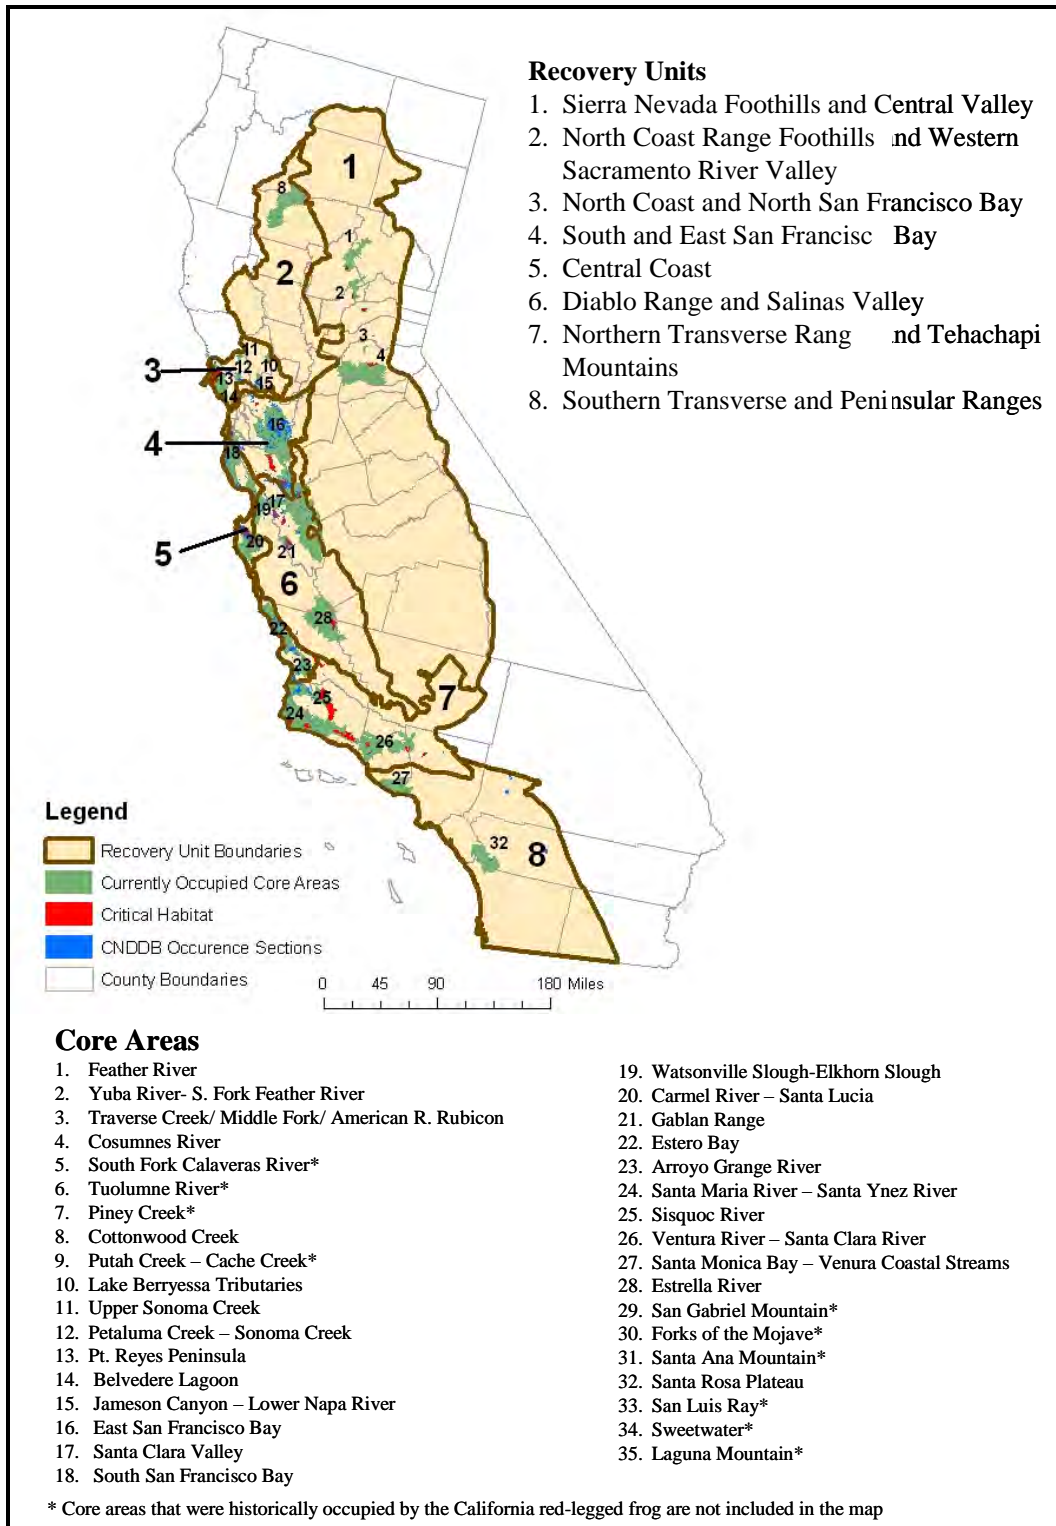 Recovery Units
1. Sierra Nevada Foothills and Central Valley
2. North Coast Range Foothills nd Western
Sacramento River Valley
3. North Coast and North San Francisco Bay
4. South and East San Francisc Bay
5. Central Coast
6. Diablo Range and Salinas Valley
7. Northern Transverse Rang nd Tehachapi
Mountains
8. Southern Transverse and Peninsular Ranges
1
8
1
2
2
3
4
11
3
12
10
13
15
14
16
4
18
17
19
5
20
21
6
28
22
23
7
25
24
26
27
32
8
Legend
Recovery Unit Boundaries
Currently Occupied Core Areas
Critical Habitat
CNDDB Occurence Sections
County Boundaries
0 45 90 180 Miles
Core Areas
1. Feather River
2. Yuba River- S. Fork Feather River
3. Traverse Creek/ Middle Fork/ American R. Rubicon
4. Cosumnes River
5. South Fork Calaveras River*
6. Tuolumne River*
7. Piney Creek*
8. Cottonwood Creek
9. Putah Creek – Cache Creek*
10. Lake Berryessa Tributaries
11. Upper Sonoma Creek
12. Petaluma Creek – Sonoma Creek
13. Pt. Reyes Peninsula
14. Belvedere Lagoon
15. Jameson Canyon – Lower Napa River
16. East San Francisco Bay
17. Santa Clara Valley
18. South San Francisco Bay
19. Watsonville Slough-Elkhorn Slough
20. Carmel River – Santa Lucia
21. Gablan Range
22. Estero Bay
23. Arroyo Grange River
24. Santa Maria River – Santa Ynez River
25. Sisquoc River
26. Ventura River – Santa Clara River
27. Santa Monica Bay – Venura Coastal Streams
28. Estrella River
29. San Gabriel Mountain*
30. Forks of the Mojave*
31. Santa Ana Mountain*
32. Santa Rosa Plateau
33. San Luis Ray*
34. Sweetwater*
35. Laguna Mountain*
* Core areas that were historically occupied by the California red-legged frog are not included in the map